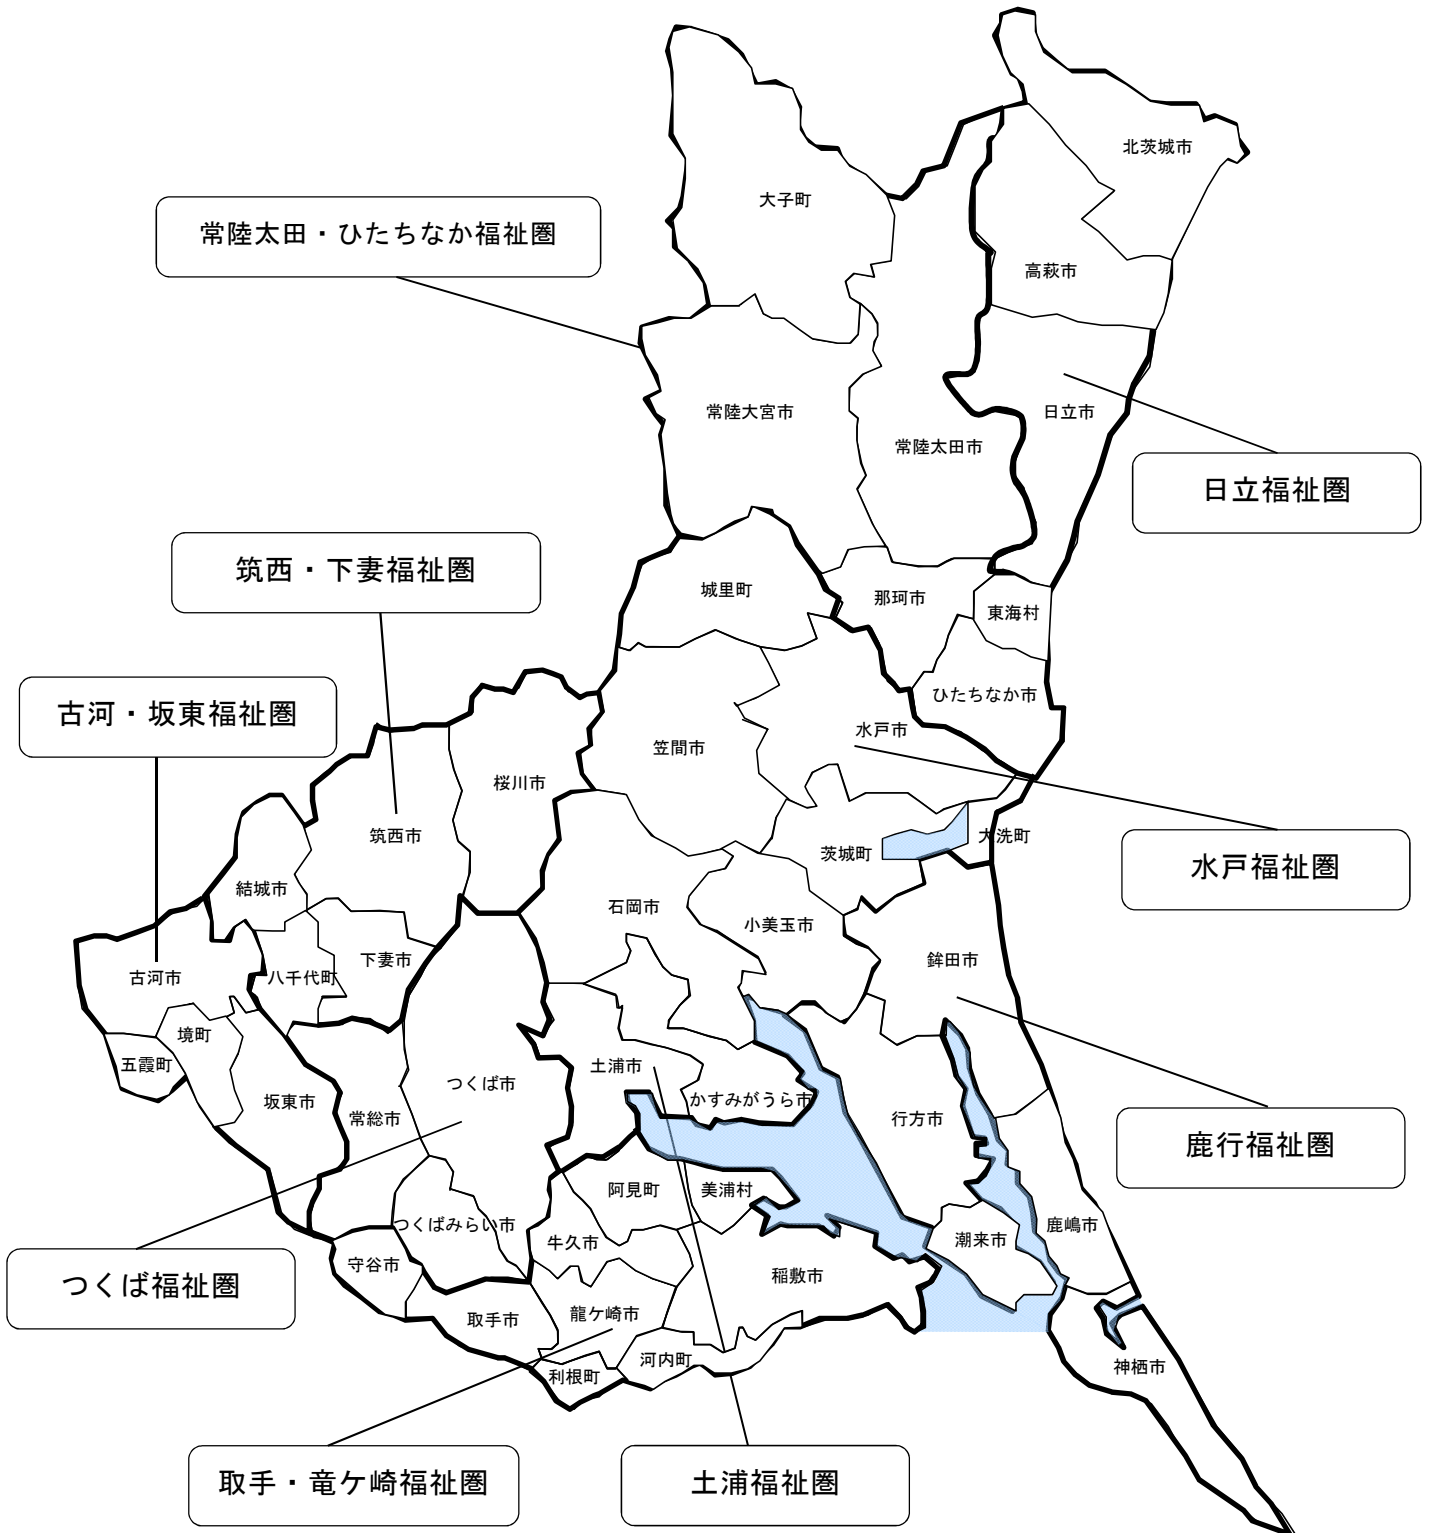 北茨城市
大子町
常陸太田・ひたちなか福祉圏
高萩市
常陸大宮市
日立市
常陸太田市
日立福祉圏
筑西・下妻福祉圏
城里町
那珂市
東海村
ひたちなか市
古河・坂東福祉圏
水戸市
笠間市
桜川市
筑西市
大洗町
茨城町
水戸福祉圏
結城市
石岡市
小美玉市
下妻市
鉾田市
古河市
八千代町
境町
五霞町
土浦市
つくば市
かすみがうら市
坂東市
常総市
行方市
鹿行福祉圏
阿見町
美浦村
つくばみらい市
鹿嶋市
牛久市
潮来市
守谷市
稲敷市
つくば福祉圏
取手市
龍ケ崎市
河内町
神栖市
利根町
取手・竜ケ崎福祉圏
土浦福祉圏